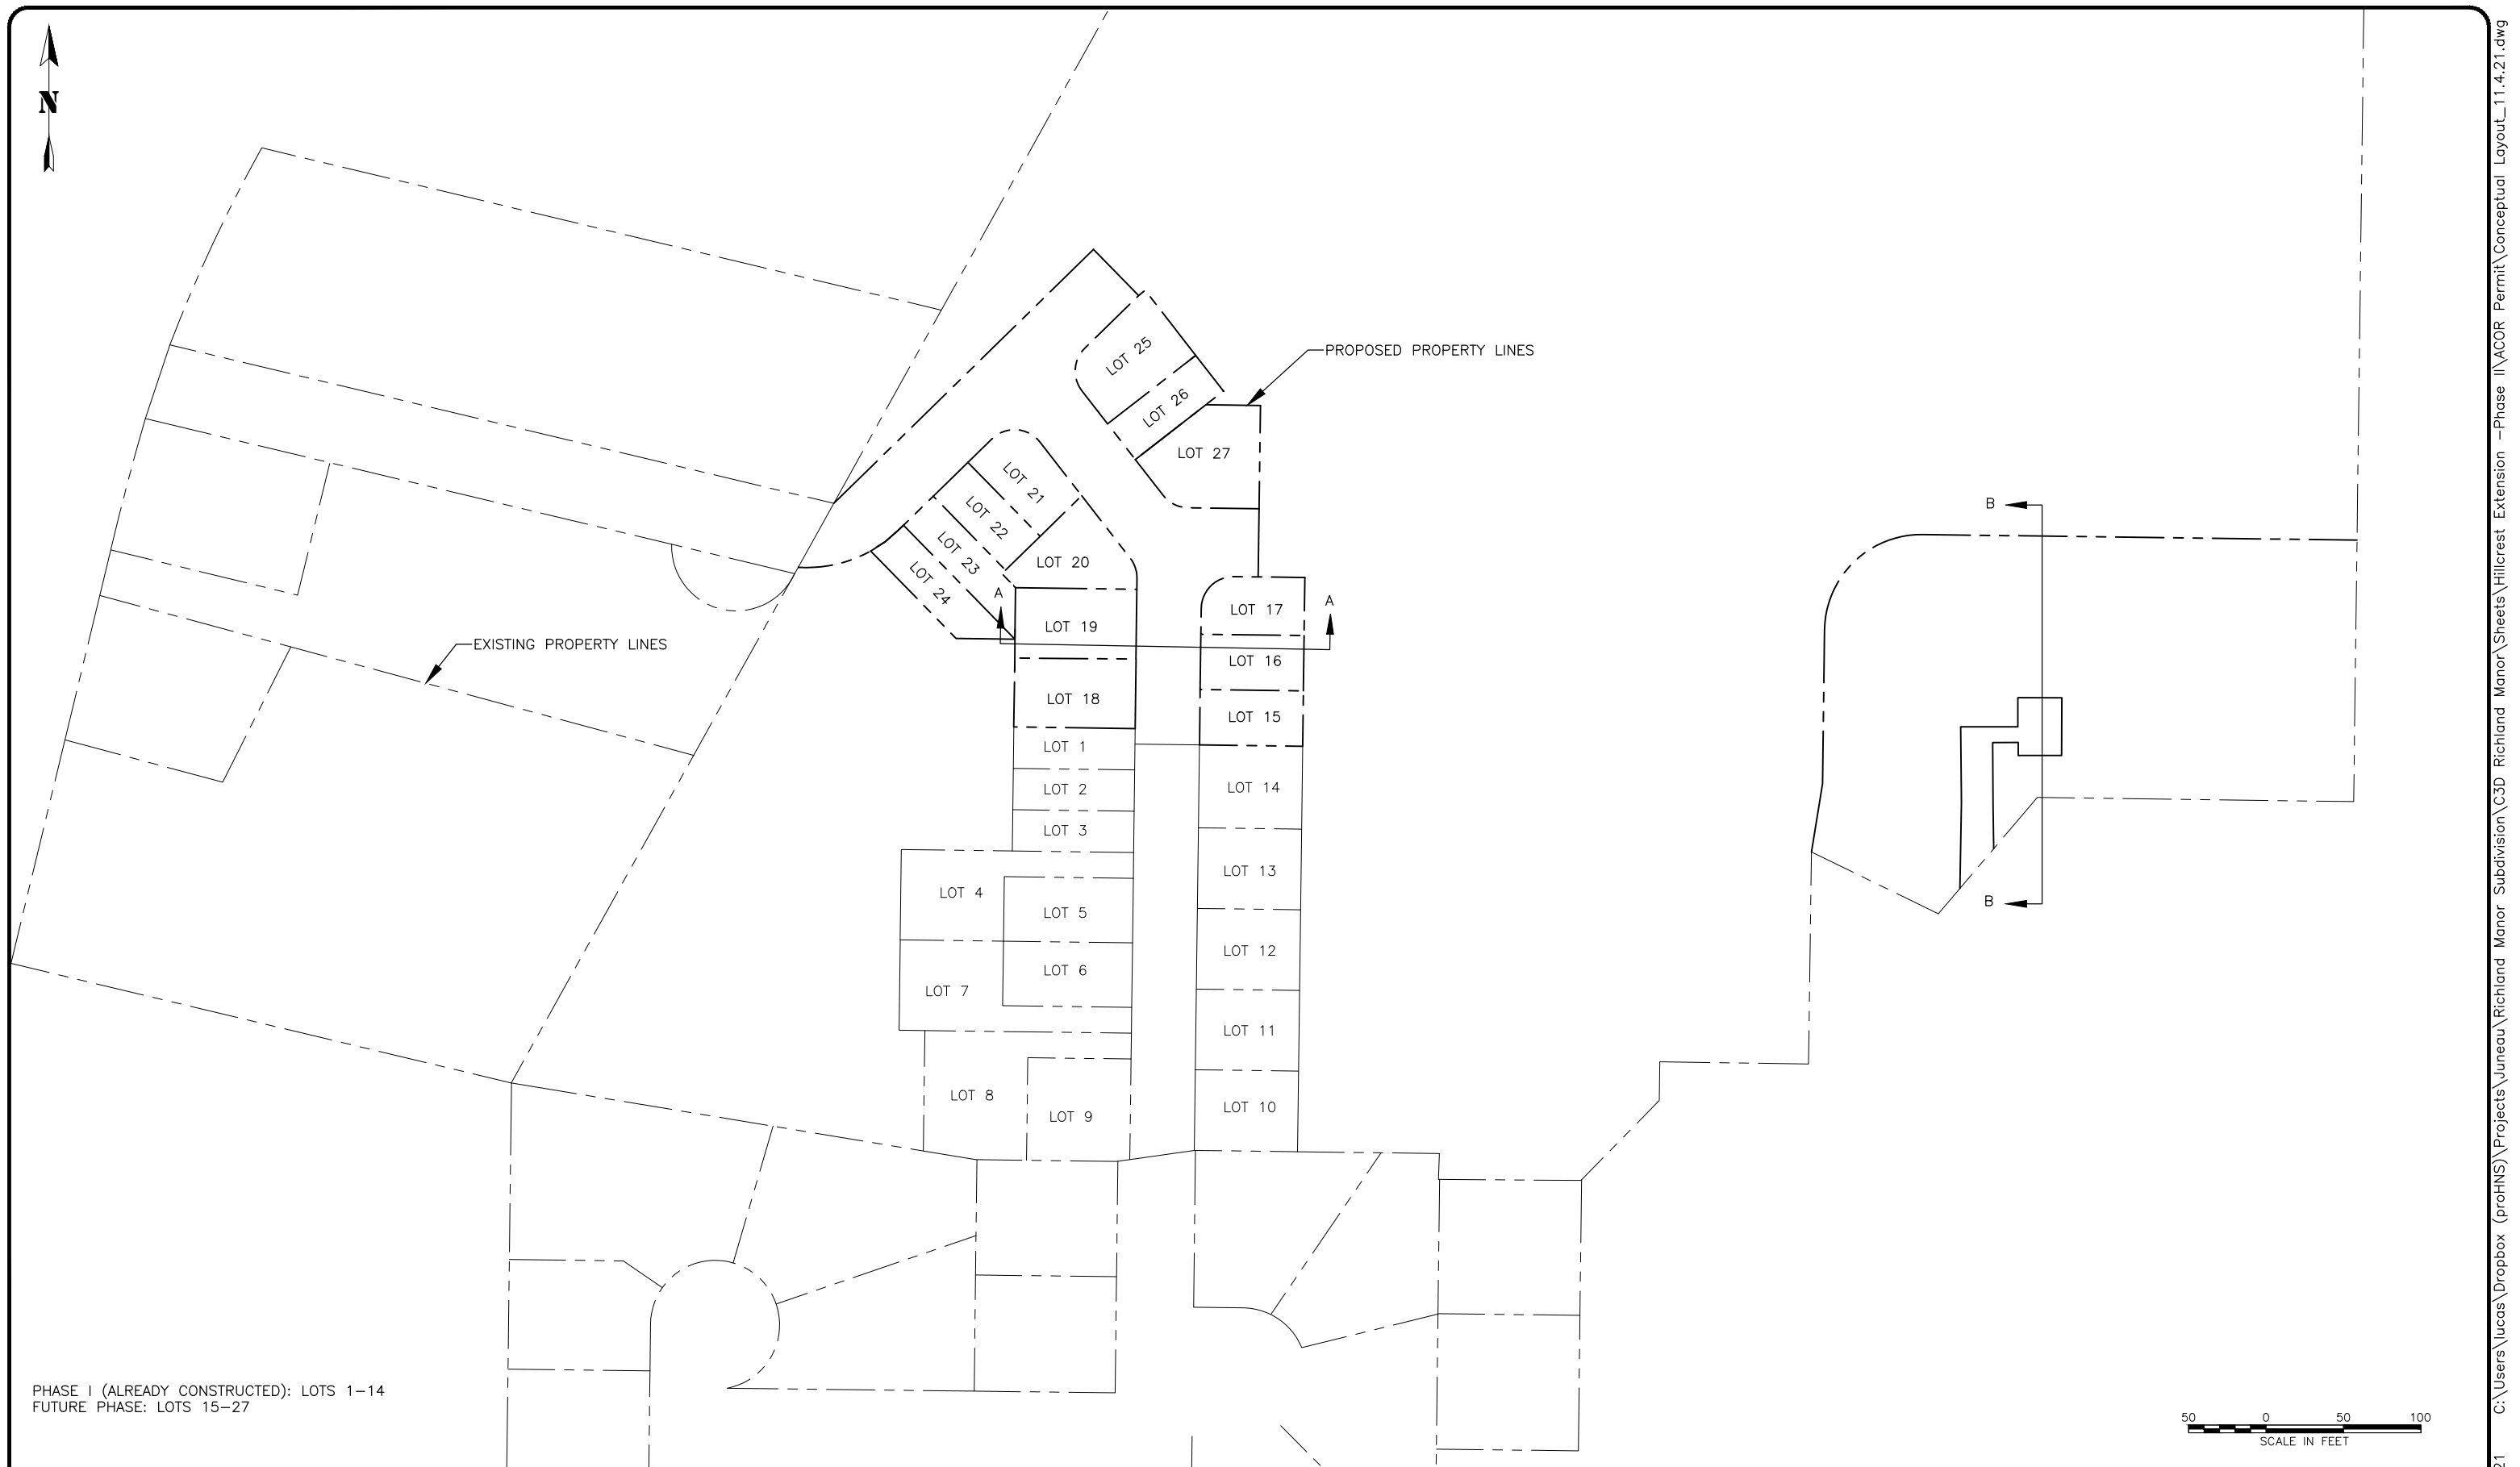 N
PROPOSED PROPERTY LINES
LOT 25
LOT 26
LOT 27
LOT 21
LOT 22
LOT 23
LOT 24
LOT 20
B
A
A
LOT 17
LOT 19
EXISTING PROPERTY LINES
LOT 16
LOT 18
LOT 15
LOT 1
LOT 2
LOT 14
LOT 3
LOT 13
LOT 4
LOT 5
B
LOT 12
LOT 6
LOT 7
LOT 11
LOT 8
LOT 9
LOT 10
PHASE I (ALREADY CONSTRUCTED): LOTS 1-14
FUTURE PHASE: LOTS 15-27
50 0 50 100
SCALE IN FEET
21 C:\Users\lucas\Dropbox (proHNS)\Projects\Juneau\Richland Manor Subdivision\C3D Richland Manor\Sheets\Hillcrest Extension -Phase II\ACOR Permit\Conceptual Layout_11.4.21.dwg